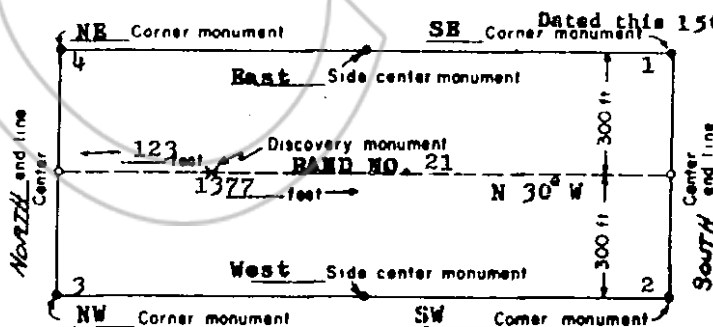 Dated this 15
NE Corner monument SE Corner monument
4 1
East Side center monument
300 ft
123 feet Discovery monument
RAND NO. 21
1377 feet N 30° W
North end line
Center
Center
South end line
300 ft
West Side center monument
3 2
NW Corner monument SW Corner monument